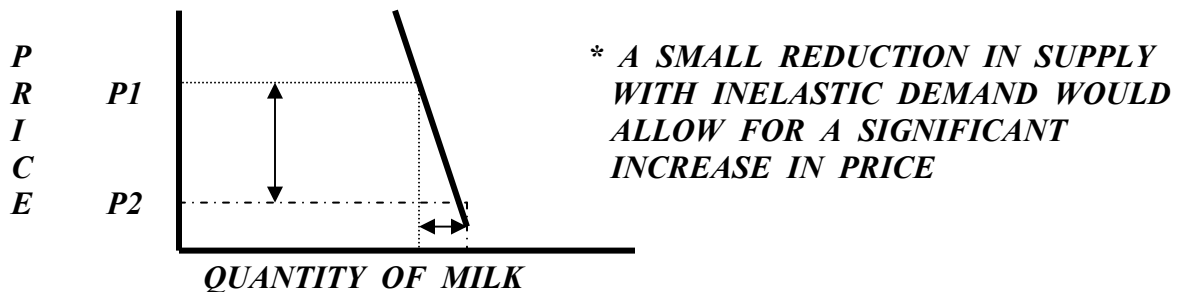 P * A SMALL REDUCTION IN SUPPLY
R P1 WITH INELASTIC DEMAND WOULD
I ALLOW FOR A SIGNIFICANT
C INCREASE IN PRICE
E P2
QUANTITY OF MILK